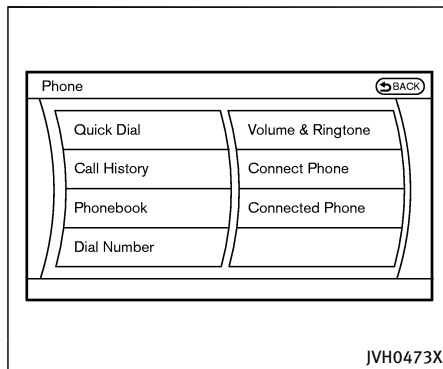 Phone
BACK
Quick Dial
Call History
Phonebook
Dial Number
Volume & Ringtone
Connect Phone
Connected Phone
JVH0473X